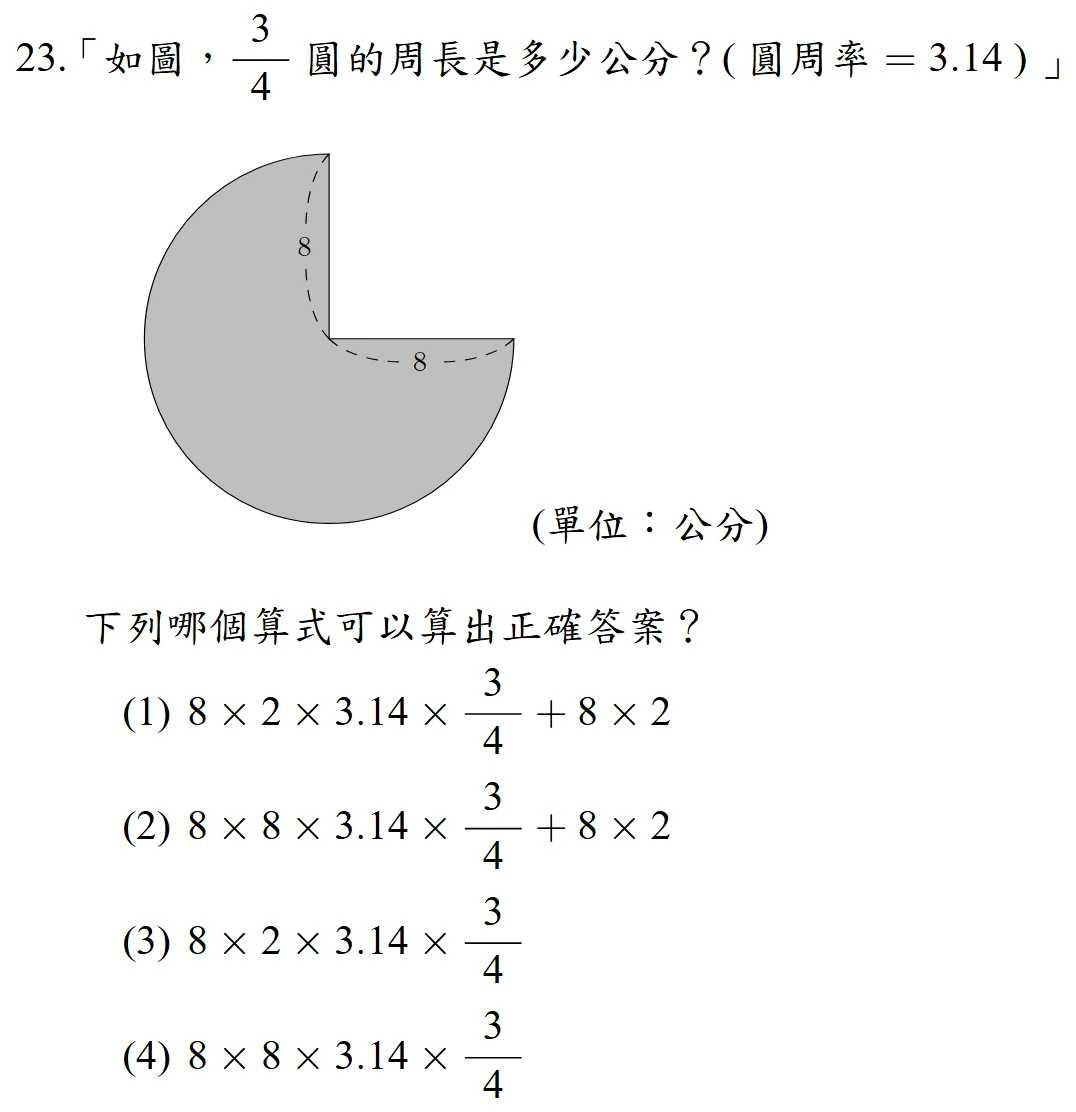 23.「如圖，3/4 圓的周長是多少公分？( 圓周率 = 3.14 ) 」
8
8
(單位：公分)
下列哪個算式可以算出正確答案？
(1) 8 × 2 × 3.14 × 3/4 + 8 × 2
(2) 8 × 8 × 3.14 × 3/4 + 8 × 2
(3) 8 × 2 × 3.14 × 3/4
(4) 8 × 8 × 3.14 × 3/4